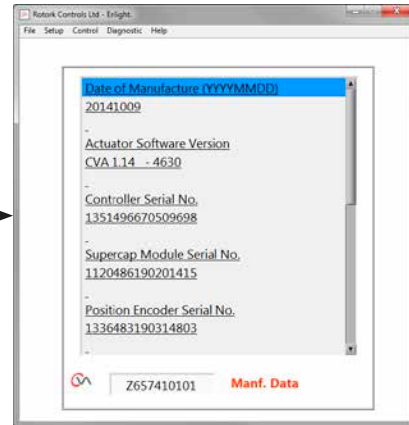 Rotork Controls Ltd - Enlight.
File Setup Control Diagnostic Help
Date of Manufacture (YYYYMMDD)
20141009
-
Actuator Software Version
CVA 1.14 - 4630
-
Controller Serial No.
1351496670509698
-
Supercap Module Serial No.
1120486190201415
-
Position Encoder Serial No.
1336483190314803
-
Z657410101 Manf. Data